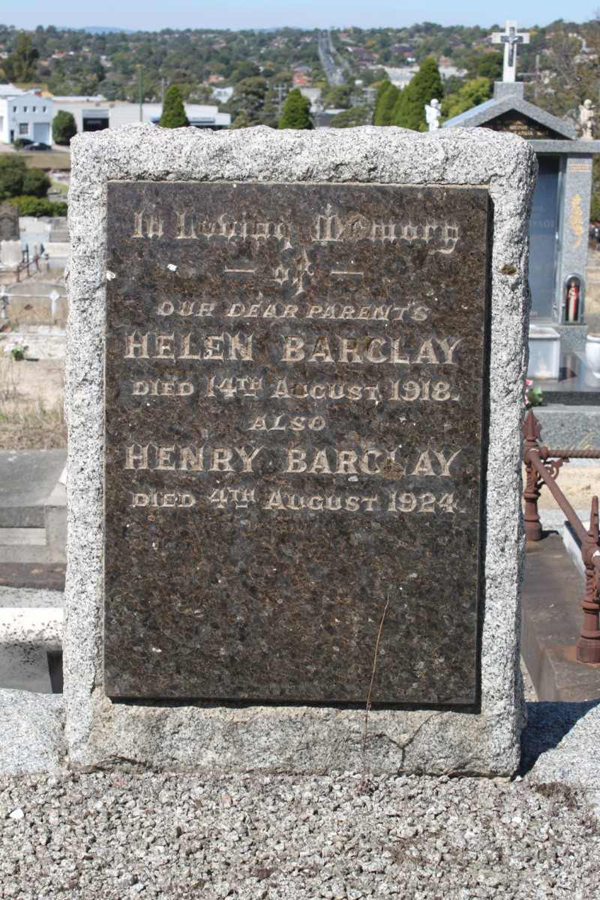 In Loving Memory
— of —
OUR DEAR PARENTS
HELEN BARCLAY
DIED 14TH AUGUST, 1918.
ALSO
HENRY BARCLAY
DIED 4TH AUGUST 1924.